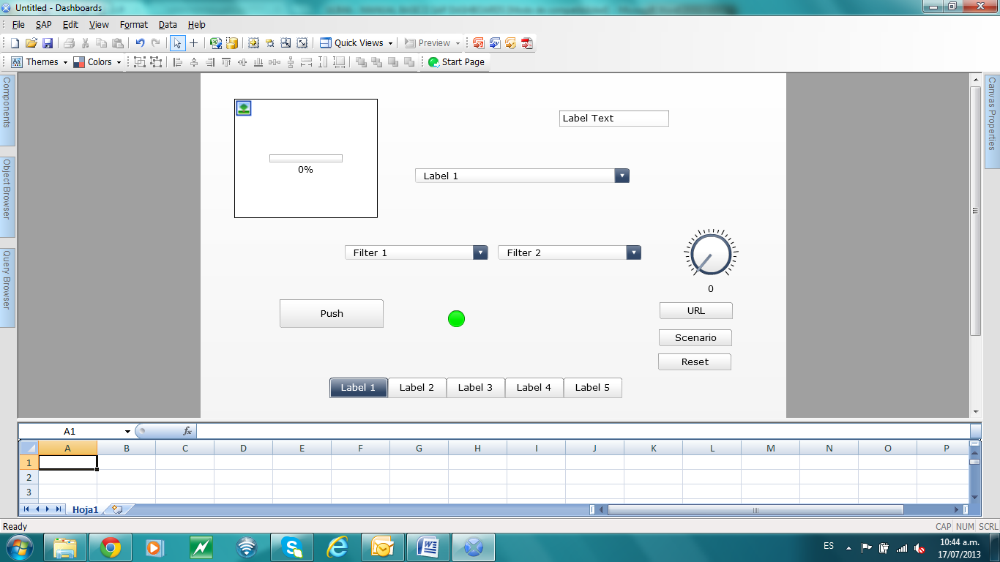 Untitled - Dashboards
File SAP Edit View Format Data Help
Quick Views Preview
Themes Colors Start Page
Components
Object Browser
Query Browser
Canvas Properties
Label Text
0%
Label 1
Filter 1 Filter 2
0
Push
URL
Scenario
Reset
Label 1 Label 2 Label 3 Label 4 Label 5
A1 fx
A B C D E F G H I J K L M N O P
1
2
3
Hoja1
Ready CAP NUM SCRL
ES 10:44 a.m.
17/07/2013